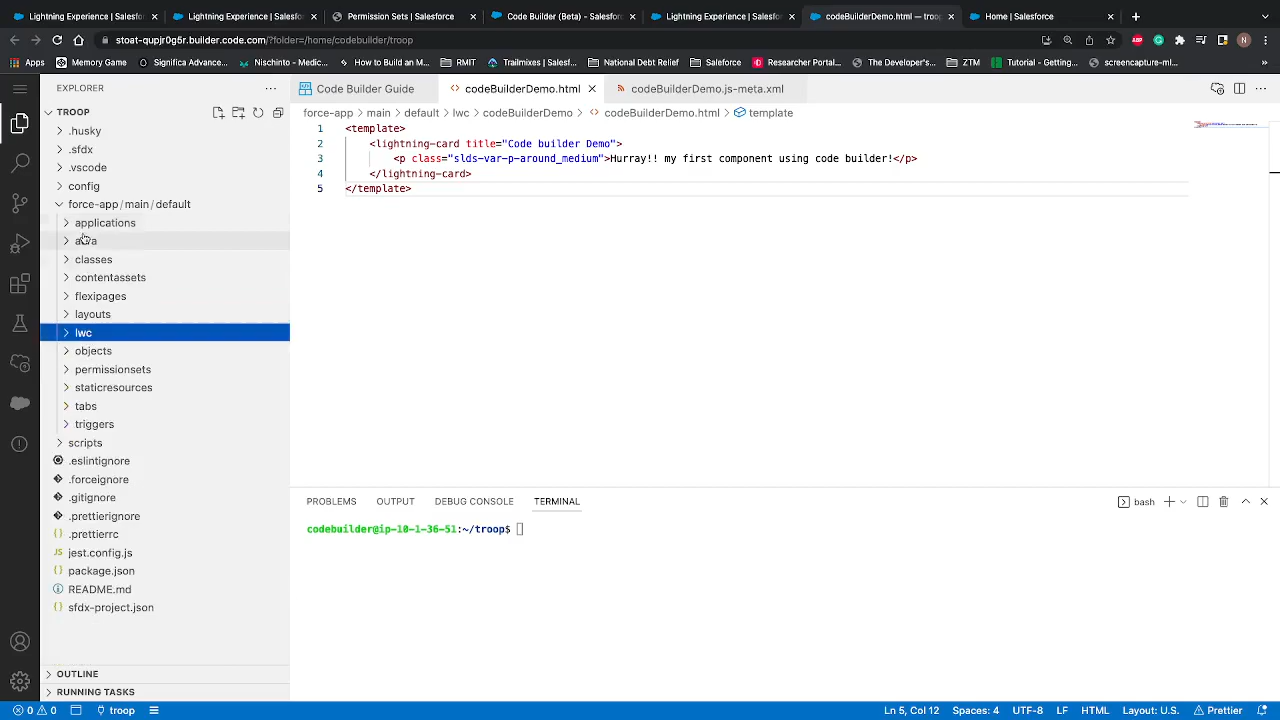 Lightning Experience | Salesforc
Lightning Experience | Salesforc
Permission Sets | Salesforce
Code Builder (Beta) - Salesforc
Lightning Experience | Salesforc
codeBuilderDemo.html — troop
Home | Salesforce
stoat-qupjr0g5r.builder.code.com/?folder=/home/codebuilder/troop
Apps
Memory Game
Significa Advance...
Nischinto - Medic...
How to Build an M...
MIT
Trailmixes | Salesf...
National Debt Relief
Salesforce
Researcher Portal...
The Developer's...
ZTM
Tutorial - Getting...
screencapture-ml...
EXPLORER
Code Builder Guide
codeBuilderDemo.html
codeBuilderDemo.js-meta.xml
TROOP
force-app > main > default > lwc > codeBuilderDemo > codeBuilderDemo.html > template
.husky
.sfdx
.vscode
config
force-app/main/default
applications
classes
contentassets
flexipages
layouts
lwc
objects
permissionsets
staticresources
tabs
triggers
scripts
.eslintignore
.forceignore
.gitignore
.prettierignore
.prettierrc
JS jest.config.js
{} package.json
README.md
{} sfdx-project.json
OUTLINE
RUNNING TASKS
1 <template>
2 <lightning-card title="Code builder Demo">
3 <p class="slds-var-p-around_medium">Hurray!! my first component using code builder!</p>
4 </lightning-card>
5 </template>
PROBLEMS
OUTPUT
DEBUG CONSOLE
TERMINAL
bash
codebuilder@ip-10-1-36-51:~/troop$
0 0
troop
Ln 5, Col 12
Spaces: 4
UTF-8
LF
HTML
Layout: U.S.
Prettier